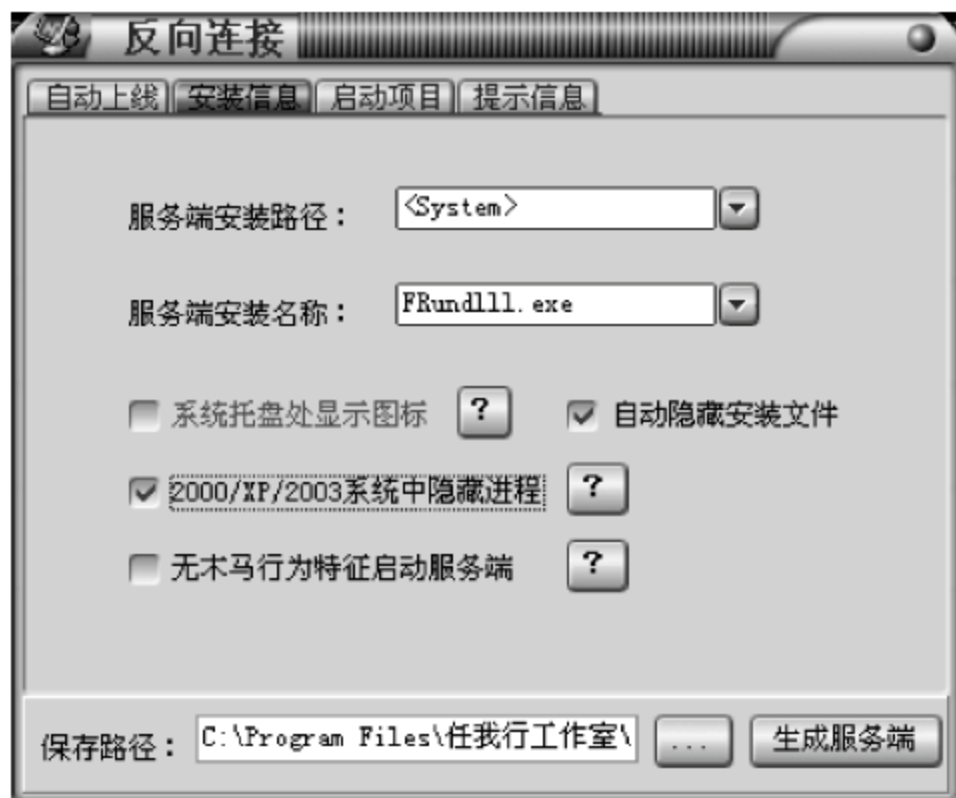 反向连接
自动上线 安装信息 启动项目 提示信息
服务端安装路径： <System>
服务端安装名称： FRundlll.exe
系统托盘处显示图标 ? 自动隐藏安装文件
2000/XP/2003系统中隐藏进程 ?
无木马行为特征启动服务端 ?
保存路径： C:\Program Files\任我行工作室\ ... 生成服务端